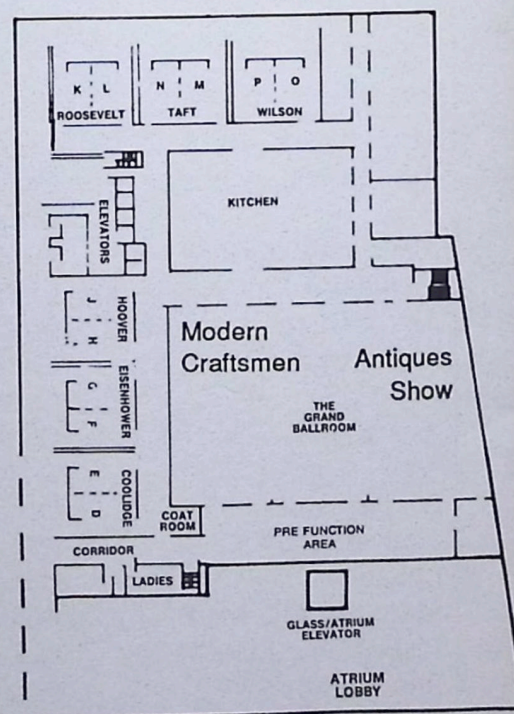 K L
N M
P O
ROOSEVELT
TAFT
WILSON
KITCHEN
ELEVATORS
J
H
HOOVER
Modern
Craftsmen
Antiques
Show
G
F
EISENHOWER
THE
GRAND
BALLROOM
E
D
COOLIDGE
COAT
ROOM
PRE FUNCTION
AREA
CORRIDOR
LADIES
GLASS/ATRIUM
ELEVATOR
ATRIUM
LOBBY